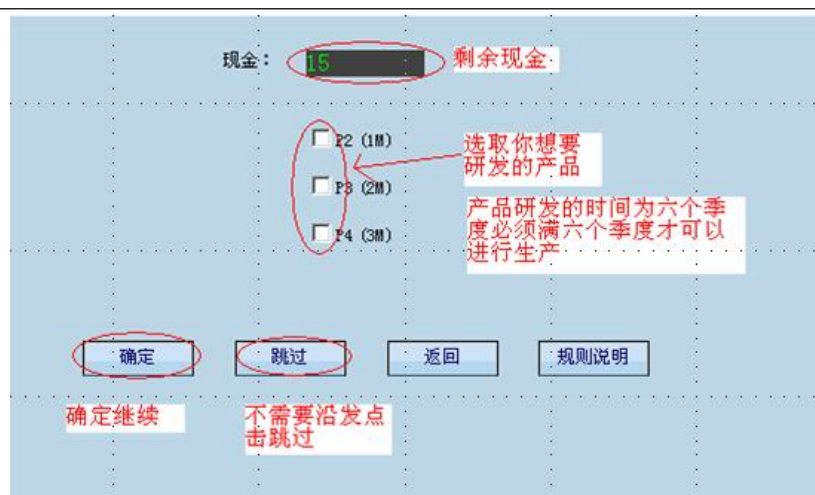 现金： 15 剩余现金
P2 (1M)
P3 (2M)
P4 (3M)
选取你想要
研发的产品
产品研发的时间为六个季
度必须满六个季度才可以
进行生产
确定 跳过 返回 规则说明
确定继续
不需要沿发点
击跳过